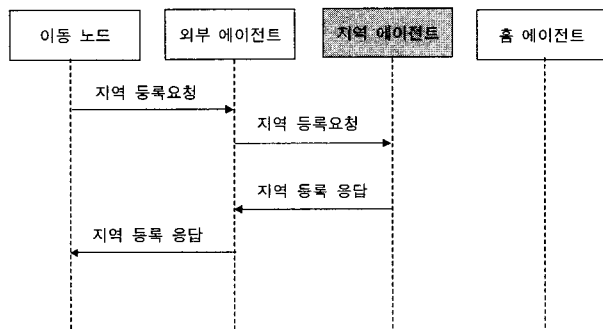 이동 노드
외부 에이전트
지역 에이전트
홈 에이전트
지역 등록요청
지역 등록요청
지역 등록 응답
지역 등록 응답